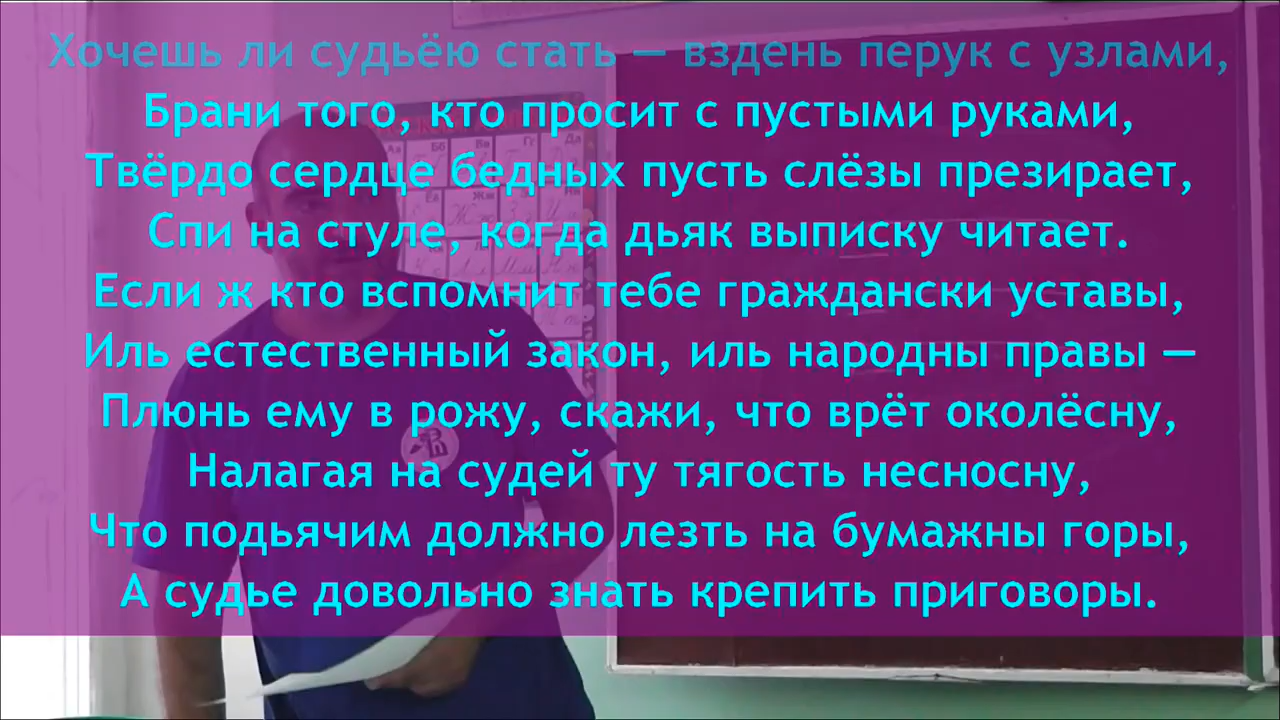 Хочешь ли судьёю стать — вздень перук с узлами,
Брани того, кто просит с пустыми руками,
Твёрдо сердце бедных пусть слёзы презирает,
Спи на стуле, когда дьяк выписку читает.
Если ж кто вспомнит тебе граждански уставы,
Иль естественный закон, иль народны правы —
Плюнь ему в рожу, скажи, что врёт околёсну,
Налагая на судей ту тягость несносну,
Что подьячим должно лезть на бумажны горы,
А судье довольно знать крепить приговоры.